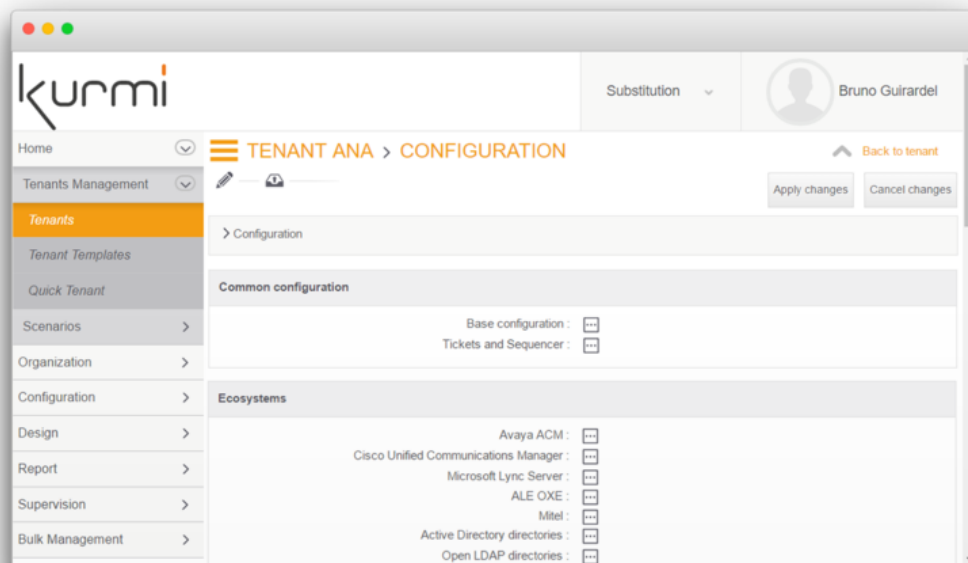 kurmi
Substitution
Bruno Guirardel
Home
Tenants Management
Tenants
Tenant Templates
Quick Tenant
Scenarios
Organization
Configuration
Design
Report
Supervision
Bulk Management
TENANT ANA > CONFIGURATION
Back to tenant
Apply changes
Cancel changes
> Configuration
Common configuration
Base configuration :
Tickets and Sequencer :
Ecosystems
Avaya ACM :
Cisco Unified Communications Manager :
Microsoft Lync Server :
ALE OXE :
Mitel :
Active Directory directories :
Open LDAP directories :